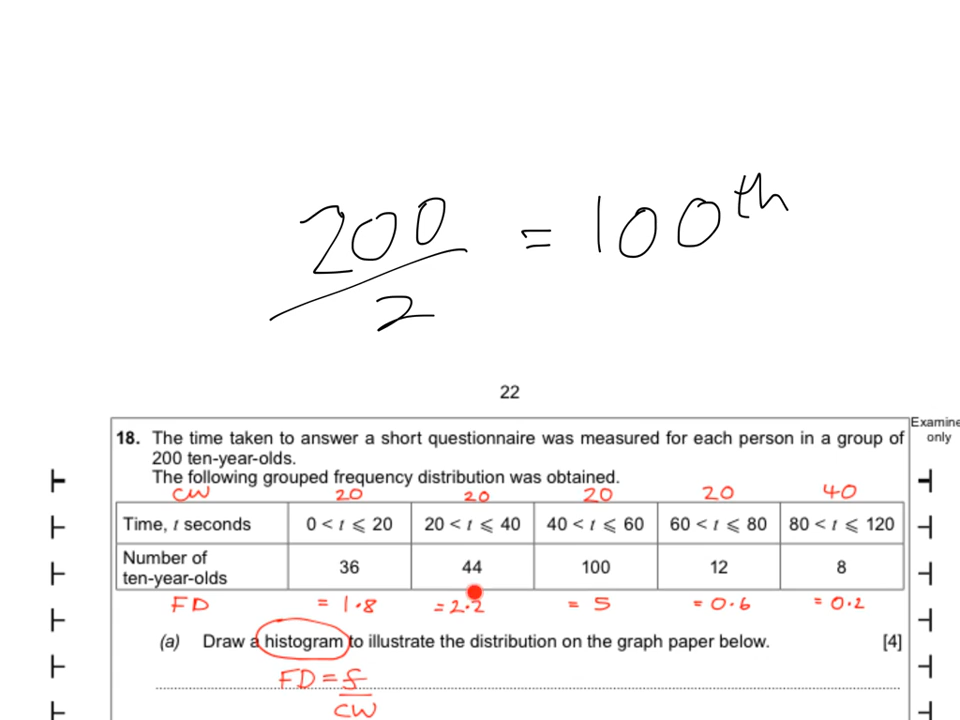 200/2 = 100th
22
Examine
only
18. The time taken to answer a short questionnaire was measured for each person in a group of
200 ten-year-olds.
The following grouped frequency distribution was obtained.
CW 20 20 20 20 40
Time, t seconds 0 < t ⩽ 20 20 < t ⩽ 40 40 < t ⩽ 60 60 < t ⩽ 80 80 < t ⩽ 120
Number of
ten-year-olds 36 44 100 12 8
FD = 1.8 = 2.2 = 5 = 0.6 = 0.2
(a) Draw a histogram to illustrate the distribution on the graph paper below. [4]
FD = f/CW